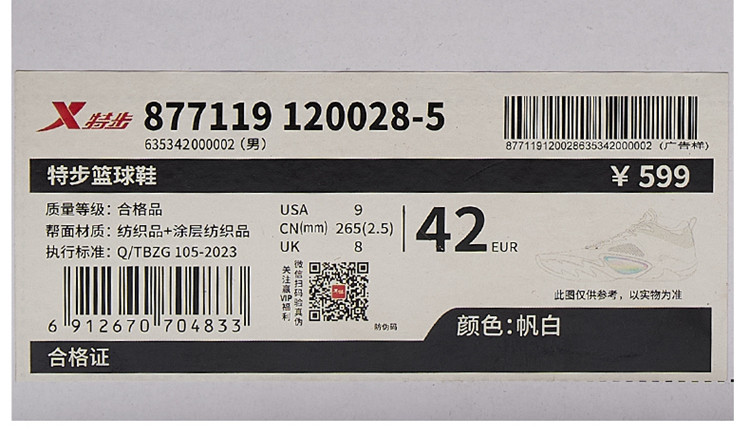 特步 877119 120028-5
635342000002 (男)
877119120028635342000002 (广告样)
特步篮球鞋 ¥ 599
质量等级: 合格品
帮面材质: 纺织品+涂层纺织品
执行标准: Q/TBZG 105-2023
USA 9
CN(mm) 265(2.5)
UK 8
42 EUR
6 912670 704833
关注赢VIP福利
微信扫码验真伪
防伪码
此图仅供参考, 以实物为准
颜色: 帆白
合格证